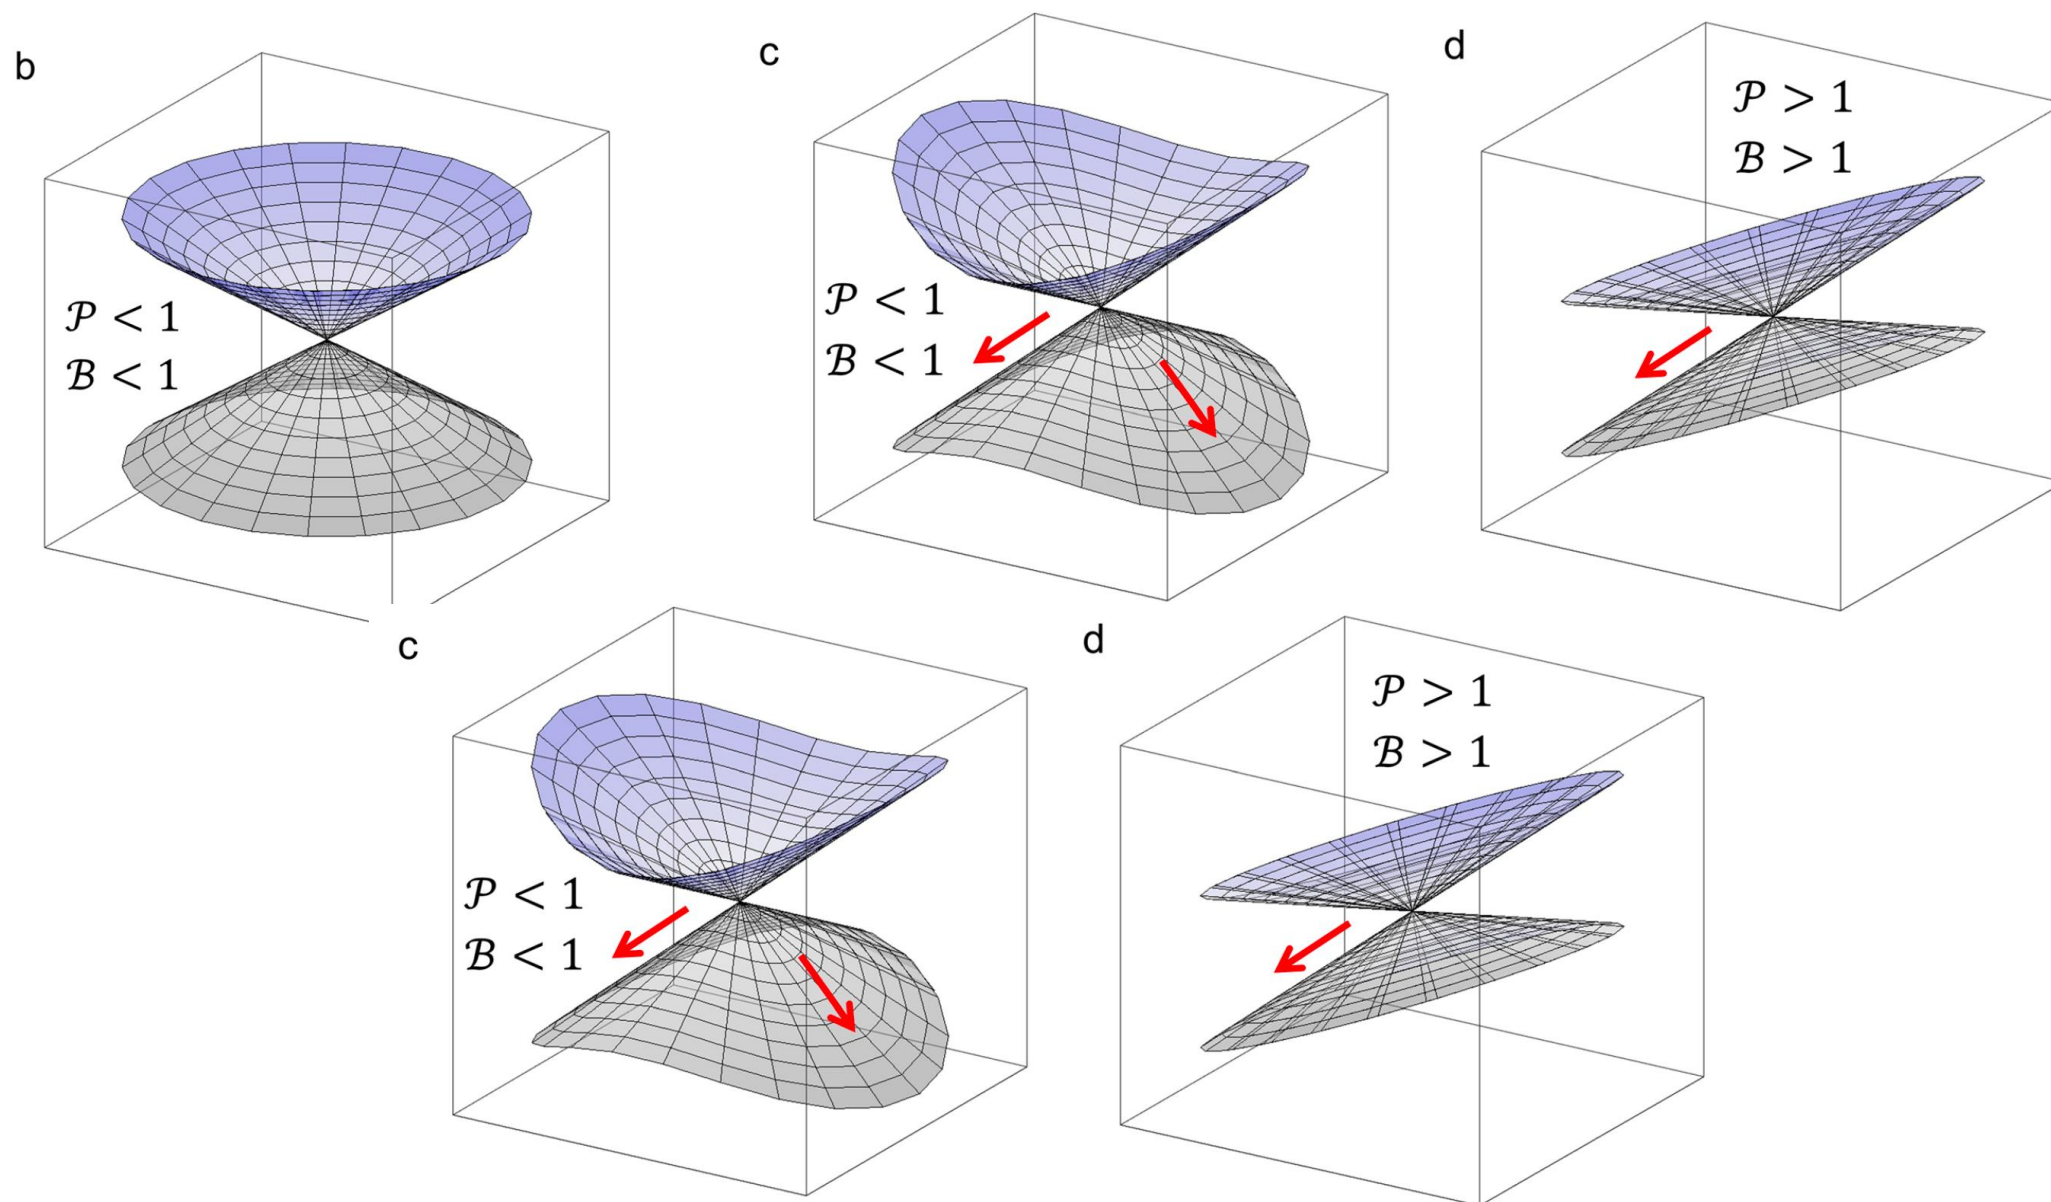 b
𝒫 < 1
ℬ < 1
c
𝒫 < 1
ℬ < 1
d
𝒫 > 1
ℬ > 1
c
𝒫 < 1
ℬ < 1
d
𝒫 > 1
ℬ > 1